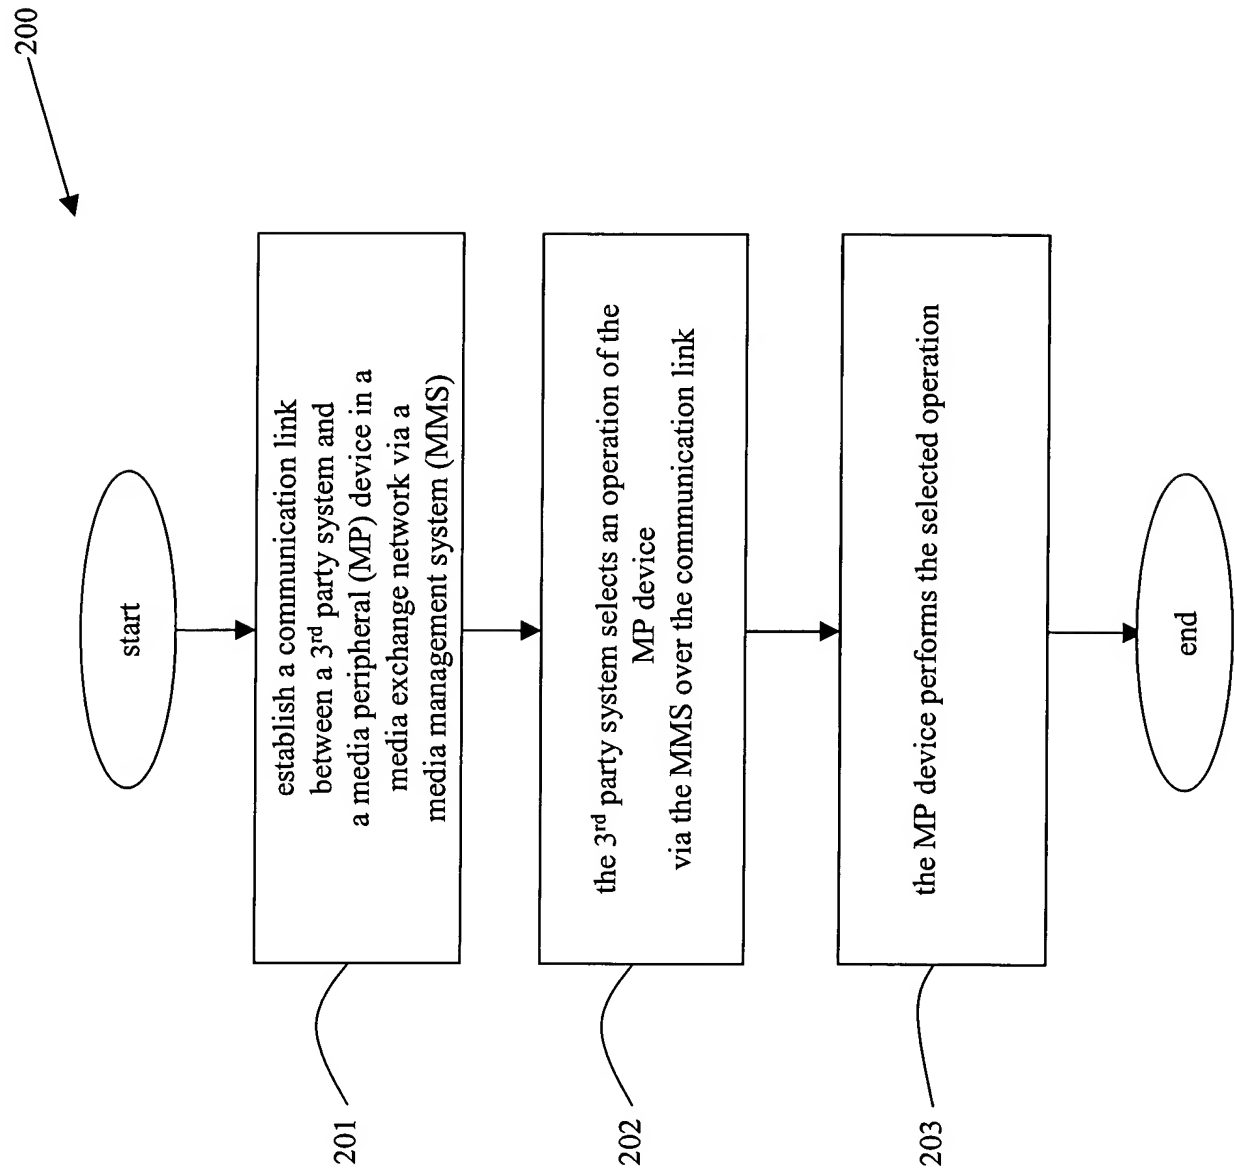 200
start
establish a communication link
between a 3rd party system and
a media peripheral (MP) device in a
media exchange network via a
media management system (MMS)
201
the 3rd party system selects an operation of the
MP device
via the MMS over the communication link
202
the MP device performs the selected operation
203
end